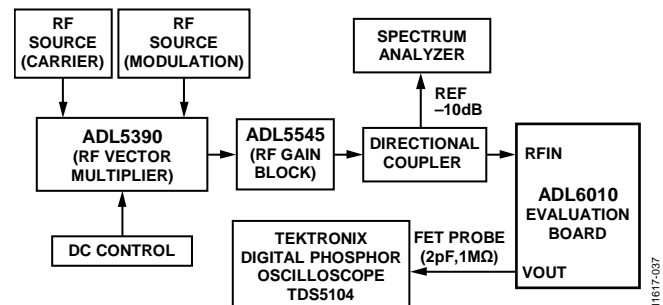 RF
SOURCE
(CARRIER)
RF
SOURCE
(MODULATION)
SPECTRUM
ANALYZER
REF
–10dB
ADL5390
(RF VECTOR
MULTIPLIER)
ADL5545
(RF GAIN
BLOCK)
DIRECTIONAL
COUPLER
RFIN
ADL6010
EVALUATION
BOARD
VOUT
DC CONTROL
TEKTRONIX
DIGITAL PHOSPHOR
OSCILLOSCOPE
TDS5104
FET PROBE
(2pF,1MΩ)
11617-037